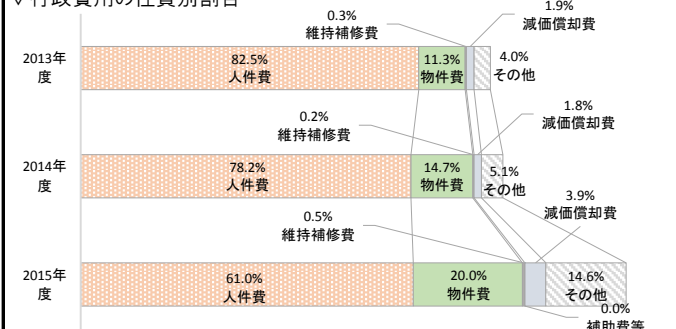 ▽行政費用の性質別割合
0.3%
維持補修費
1.9%
減価償却費
2013年
度
82.5%
人件費
11.3%
物件費
4.0%
その他
0.2%
維持補修費
1.8%
減価償却費
2014年
度
78.2%
人件費
14.7%
物件費
5.1%
その他
0.5%
維持補修費
3.9%
減価償却費
2015年
度
61.0%
人件費
20.0%
物件費
14.6%
その他
0.0%
補助費等